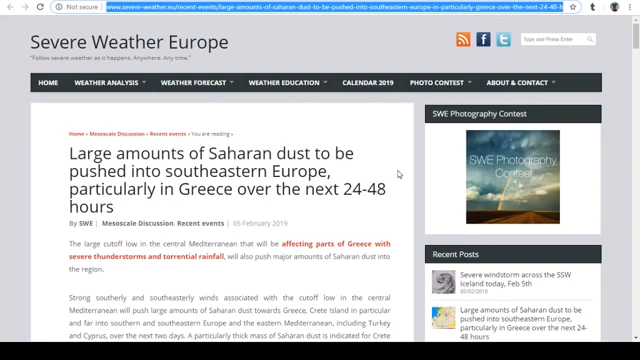 Not secure
www.severe-weather.eu/recent-events/large-amounts-of-saharan-dust-to-be-pushed-into-southeastern-europe-in-particularly-greece-over-the-next-24-48-h
Severe Weather Europe
"Follow severe weather as it happens. Anywhere. Any time."
Type and Press Enter
HOME WEATHER ANALYSIS WEATHER FORECAST WEATHER EDUCATION CALENDAR 2019 PHOTO CONTEST ABOUT & CONTACT
Home » Mesoscale Discussion » Recent events » You are reading »
Large amounts of Saharan dust to be
pushed into southeastern Europe,
particularly in Greece over the next 24-48
hours
By SWE | Mesoscale Discussion, Recent events | 05 February 2019
The large cutoff low in the central Mediterranean that will be affecting parts of Greece with
severe thunderstorms and torrential rainfall, will also push major amounts of Saharan dust into
the region.
Strong southerly and southeasterly winds associated with the cutoff low in the central
Mediterranean will push large amounts of Saharan dust towards Greece, Crete Island in particular
and far into southern and southeastern Europe and the eastern Mediterranean, including Turkey
and Cyprus, over the next two days. A particularly thick mass of Saharan dust is indicated for Crete
SWE Photography Contest
SWE Photography
Contest
Recent Posts
Severe windstorm across the SSW
Iceland today, Feb 5th
05/02/2019
Large amounts of Saharan dust to be
pushed into southeastern Europe,
particularly in Greece over the next 24-48
hours